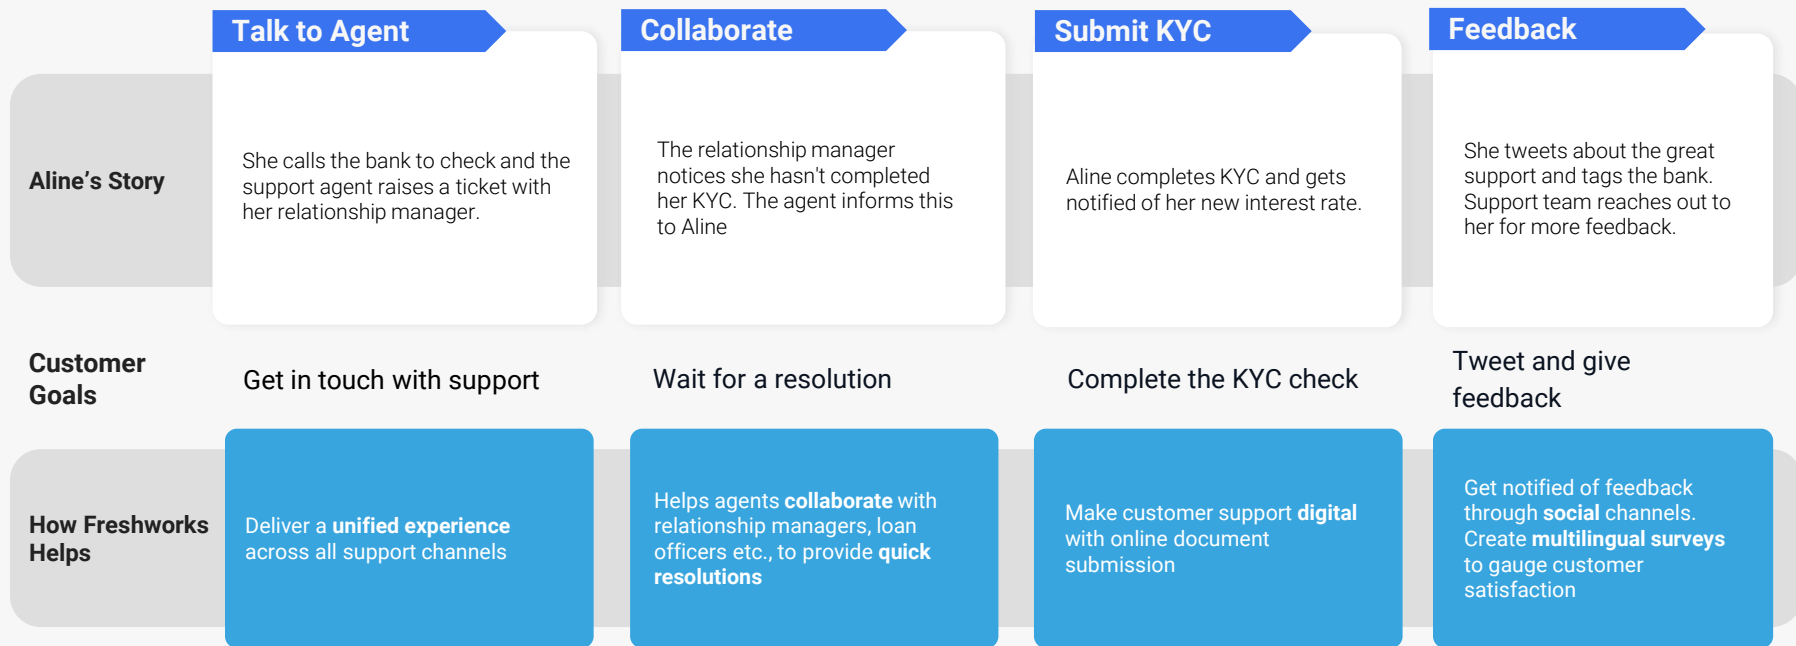 Talk to Agent
Collaborate
Submit KYC
Feedback
Aline’s Story
She calls the bank to check and the
support agent raises a ticket with
her relationship manager.
The relationship manager
notices she hasn't completed
her KYC. The agent informs this
to Aline
Aline completes KYC and gets
notified of her new interest rate.
She tweets about the great
support and tags the bank.
Support team reaches out to
her for more feedback.
Customer
Goals
Get in touch with support
Wait for a resolution
Complete the KYC check
Tweet and give
feedback
How Freshworks
Helps
Deliver a unified experience
across all support channels
Helps agents collaborate with
relationship managers, loan
officers etc., to provide quick
resolutions
Make customer support digital
with online document
submission
Get notified of feedback
through social channels.
Create multilingual surveys
to gauge customer
satisfaction